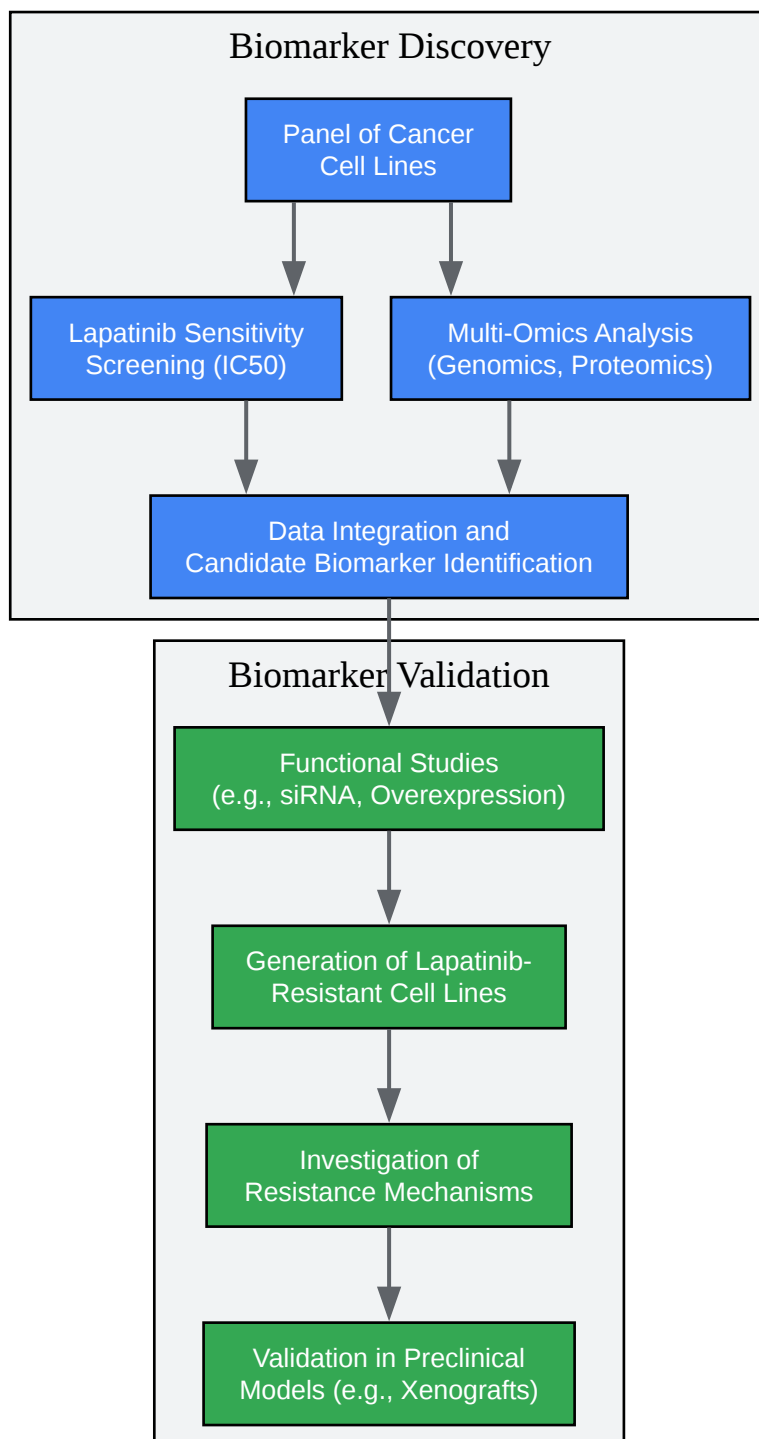 Biomarker Discovery
Panel of Cancer
Cell Lines
Lapatinib Sensitivity
Screening (IC50)
Multi-Omics Analysis
(Genomics, Proteomics)
Data Integration and
Candidate Biomarker Identification
Biomarker Validation
Functional Studies
(e.g., siRNA, Overexpression)
Generation of Lapatinib-
Resistant Cell Lines
Investigation of
Resistance Mechanisms
Validation in Preclinical
Models (e.g., Xenografts)